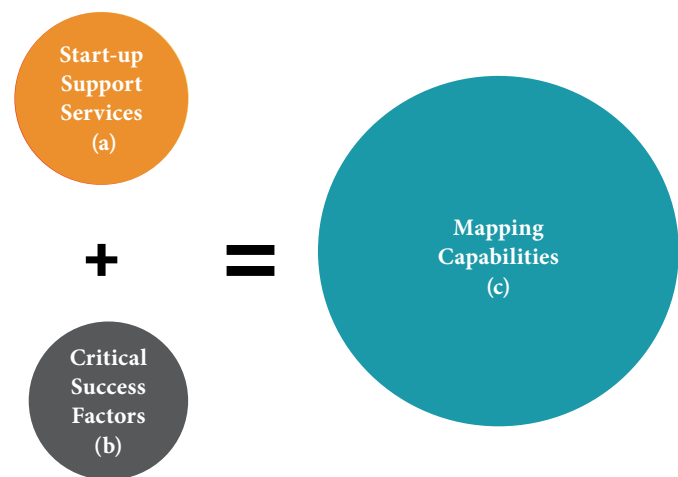 Start-up
Support
Services
(a)
+
Critical
Success
Factors
(b)
=
Mapping
Capabilities
(c)